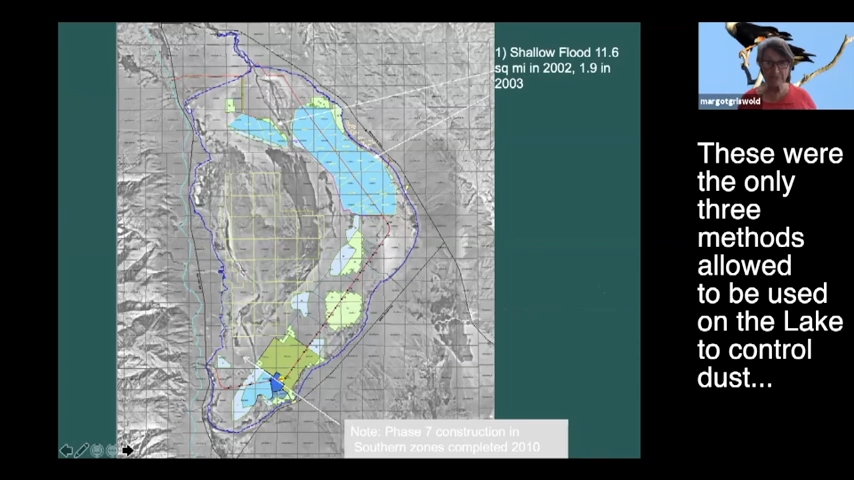 1) Shallow Flood 11.6
sq mi in 2002, 1.9 in
2003
margotgriswold
These were
the only
three
methods
allowed
to be used
on the Lake
to control
dust...
Note: Phase 7 construction in
Southern zones completed 2010